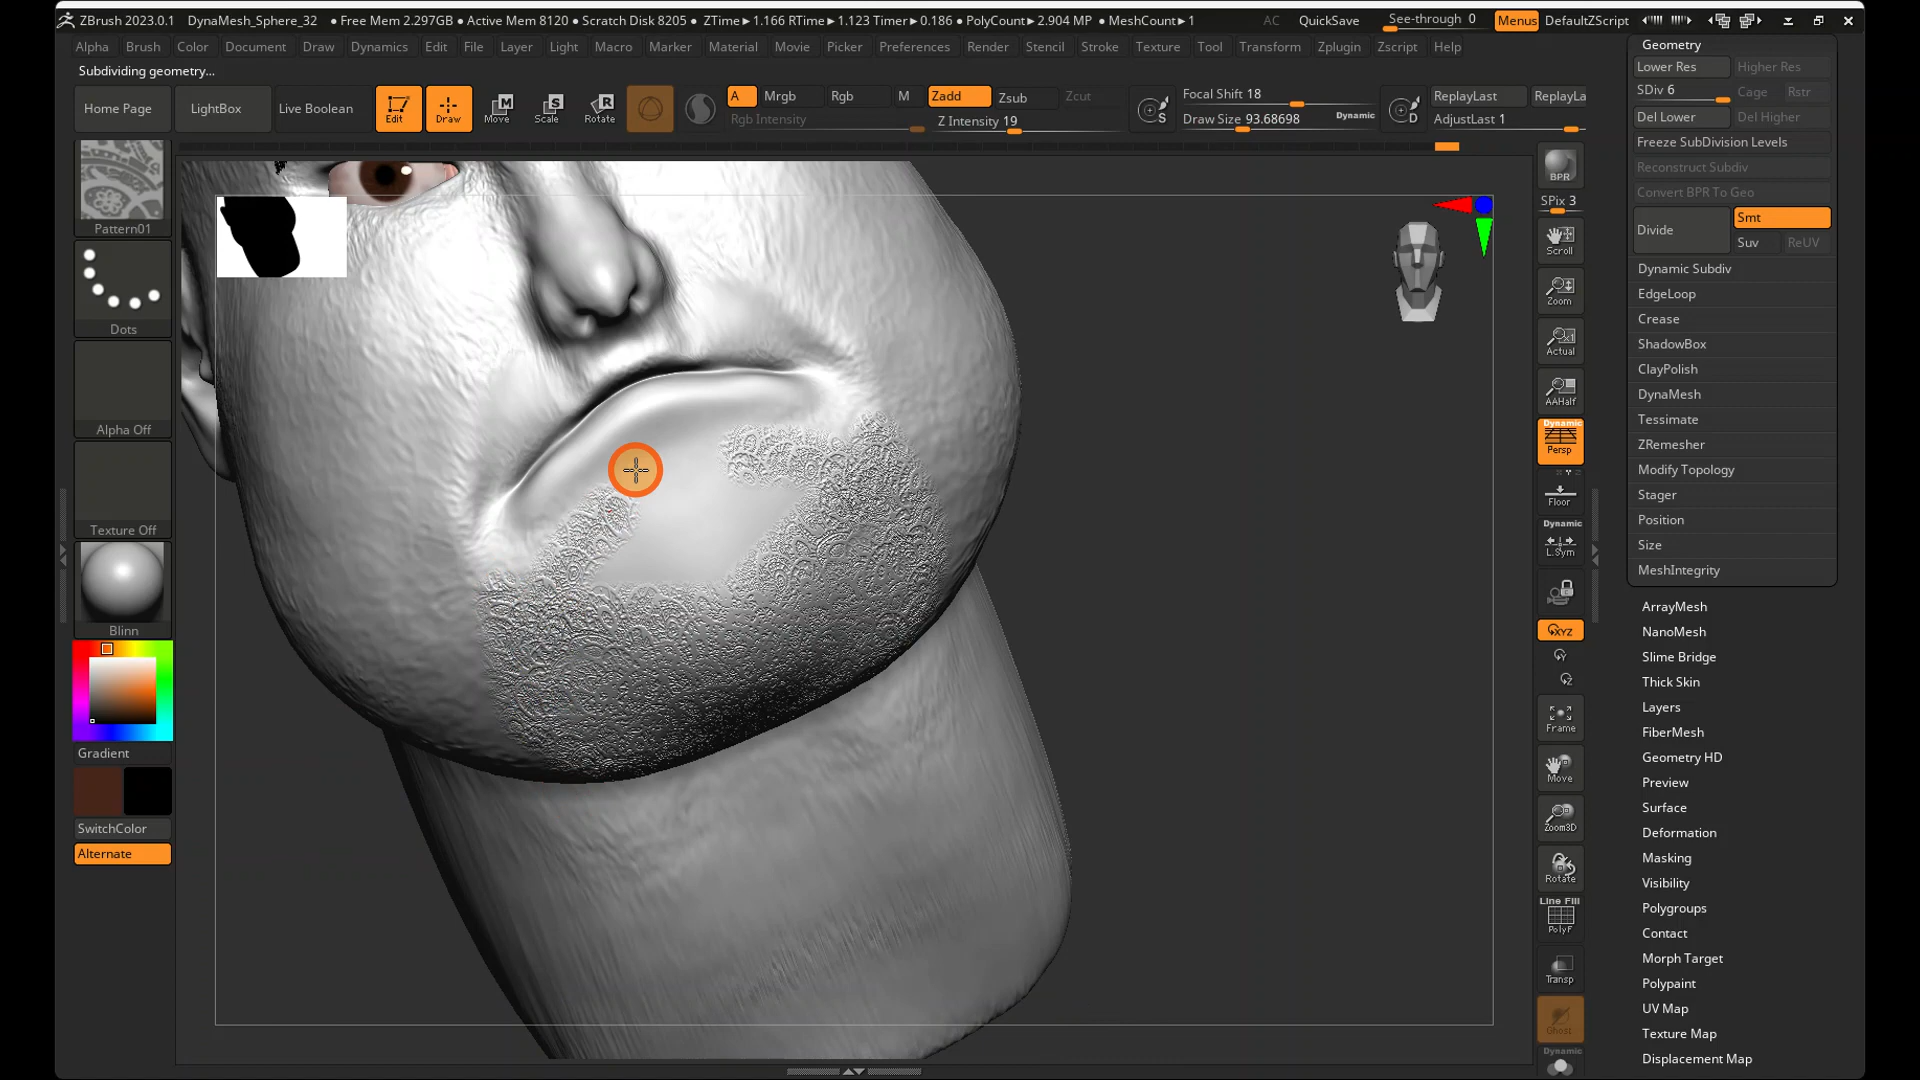 ZBrush 2023.0.1 DynaMesh_Sphere_32 ● Free Mem 2.297GB ● Active Mem 8120 ● Scratch Disk 8205 ● ZTime▸1.166 RTime▸1.123 Timer▸0.186 ● PolyCount▸2.904 MP ● MeshCount▸1 AC QuickSave See-through 0 Menus DefaultZScript
Alpha Brush Color Document Draw Dynamics Edit File Layer Light Macro Marker Material Movie Picker Preferences Render Stencil Stroke Texture Tool Transform Zplugin Zscript Help
Subdividing geometry...
Home Page LightBox Live Boolean Edit Draw Move Scale Rotate A Mrgb Rgb M Zadd Zsub Zcut
Rgb Intensity Z Intensity 19
S Focal Shift 18
Draw Size 93.68698 Dynamic
D ReplayLast ReplayLa
AdjustLast 1
Pattern01
Dots
Alpha Off
Texture Off
Blinn
Gradient
SwitchColor
Alternate
BPR
SPix 3
Scroll
Zoom
Actual
AAHalf
Dynamic
Persp
Floor
Dynamic
L.Sym
XYZ
Y
Z
Frame
Move
Zoom3D
Rotate
Line Fill
PolyF
Transp
Ghost
Dynamic
Geometry
Lower Res Higher Res
SDiv 6 Cage Rstr
Del Lower Del Higher
Freeze SubDivision Levels
Reconstruct Subdiv
Convert BPR To Geo
Divide Smt
Suv ReUV
Dynamic Subdiv
EdgeLoop
Crease
ShadowBox
ClayPolish
DynaMesh
Tessimate
ZRemesher
Modify Topology
Stager
Position
Size
MeshIntegrity
ArrayMesh
NanoMesh
Slime Bridge
Thick Skin
Layers
FiberMesh
Geometry HD
Preview
Surface
Deformation
Masking
Visibility
Polygroups
Contact
Morph Target
Polypaint
UV Map
Texture Map
Displacement Map